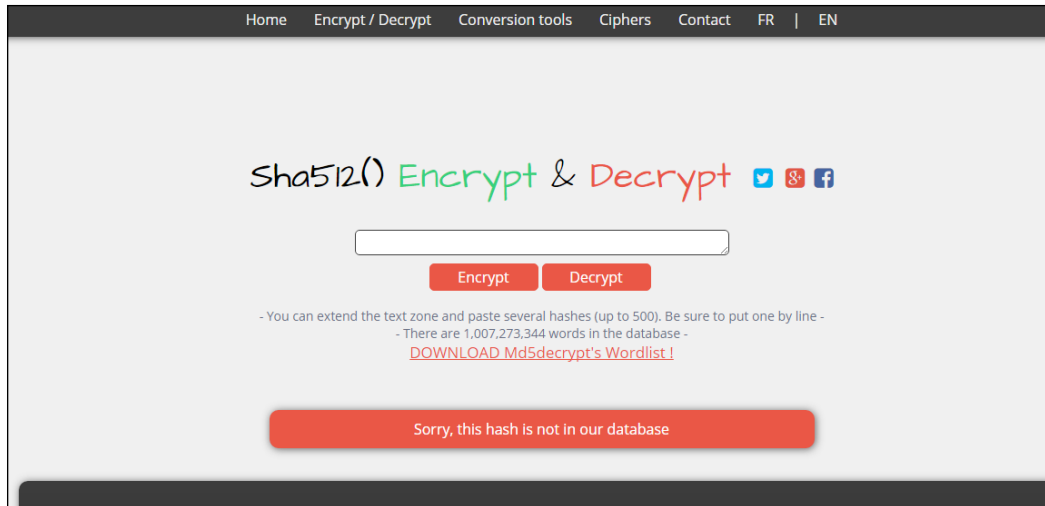 Home Encrypt / Decrypt Conversion tools Ciphers Contact FR | EN
Sha512() Encrypt & Decrypt
Encrypt Decrypt
- You can extend the text zone and paste several hashes (up to 500). Be sure to put one by line -
- There are 1,007,273,344 words in the database -
DOWNLOAD Md5decrypt's Wordlist !
Sorry, this hash is not in our database